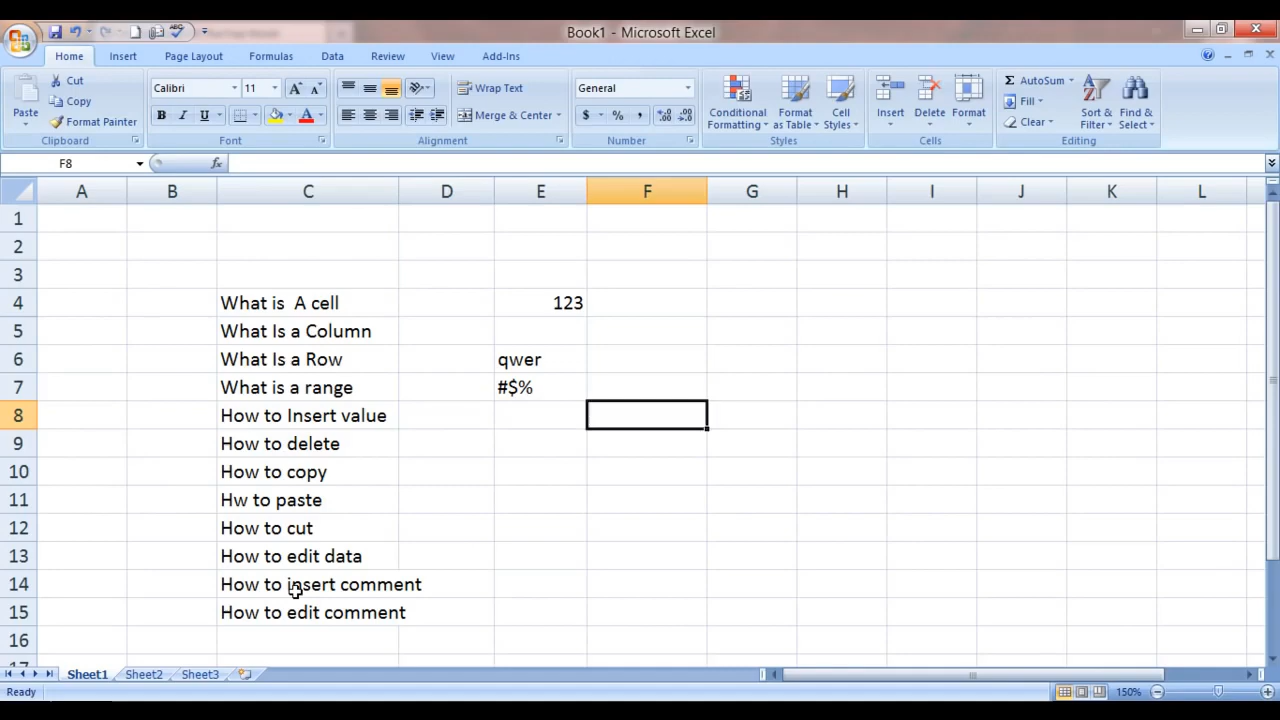 Book1 - Microsoft Excel
Home Insert Page Layout Formulas Data Review View Add-Ins
Cut
Copy
Format Painter
Paste
Clipboard
Calibri 11
B I U
Font
Wrap Text
Merge & Center
Alignment
General
$ % ,
Number
Conditional Formatting
Format as Table
Cell Styles
Styles
Insert Delete Format
Cells
AutoSum
Fill
Clear
Sort & Filter
Find & Select
Editing
F8 fx
A B C D E F G H I J K L
1
2
3
4 What is  A cell 123
5 What Is a Column
6 What Is a Row qwer
7 What is a range #$%
8 How to Insert value
9 How to delete
10 How to copy
11 Hw to paste
12 How to cut
13 How to edit data
14 How to insert comment
15 How to edit comment
16
17
Sheet1 Sheet2 Sheet3
Ready 150%